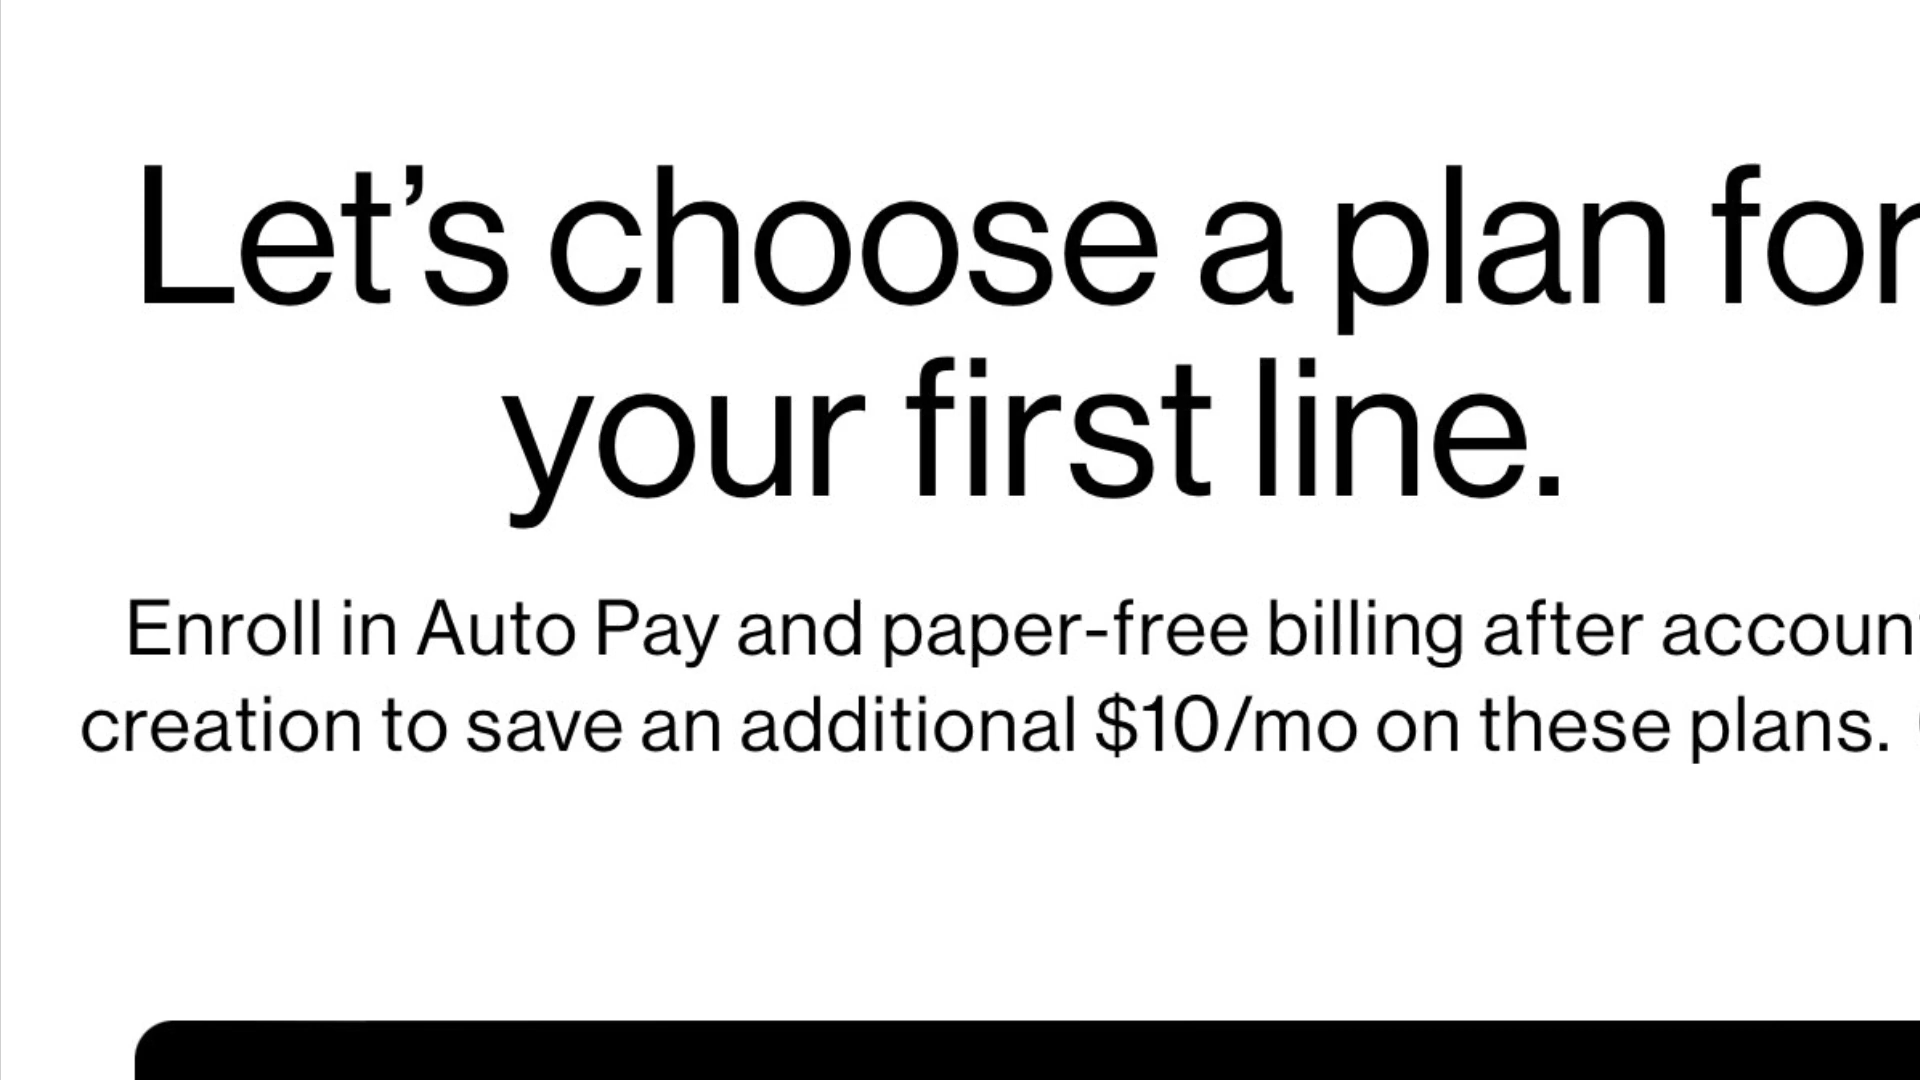 Let’s choose a plan for
your first line.
Enroll in Auto Pay and paper-free billing after account
creation to save an additional $10/mo on these plans.